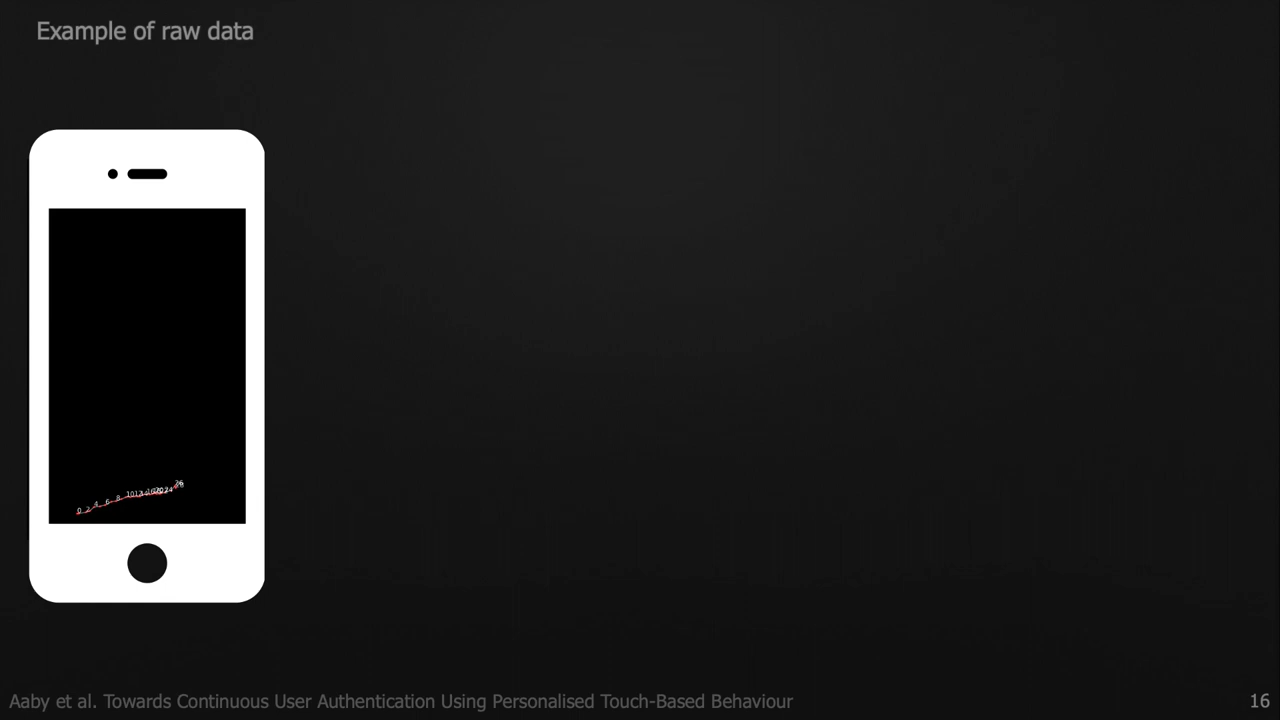 Example of raw data
0 2 4 6 8
Aaby et al. Towards Continuous User Authentication Using Personalised Touch-Based Behaviour
16